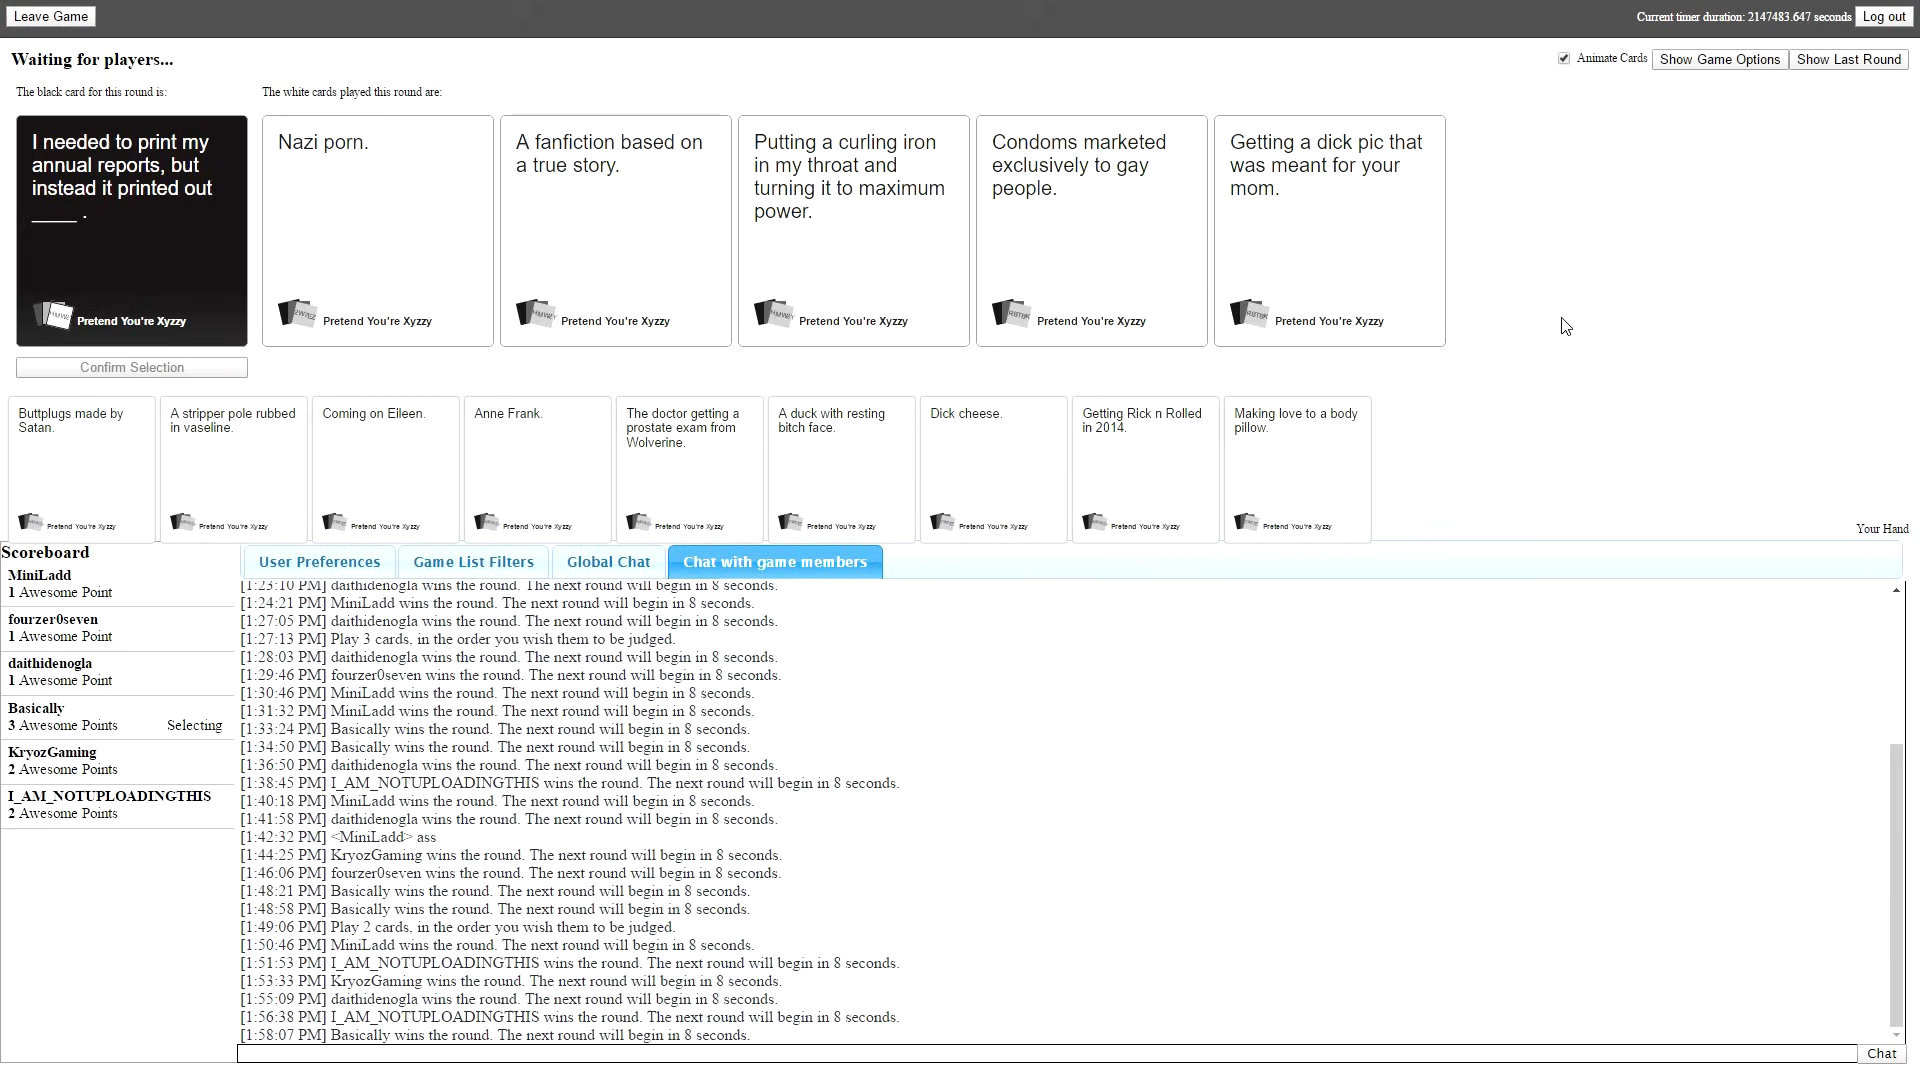 Leave Game
Current timer duration: 2147483.647 seconds
Log out
Waiting for players...
Animate Cards
Show Game Options
Show Last Round
The black card for this round is:
The white cards played this round are:
I needed to print my
annual reports, but
instead it printed out
____ .
Pretend You're Xyzzy
Nazi porn.
Pretend You're Xyzzy
A fanfiction based on
a true story.
Pretend You're Xyzzy
Putting a curling iron
in my throat and
turning it to maximum
power.
Pretend You're Xyzzy
Condoms marketed
exclusively to gay
people.
Pretend You're Xyzzy
Getting a dick pic that
was meant for your
mom.
Pretend You're Xyzzy
Confirm Selection
Buttplugs made by
Satan.
Pretend You're Xyzzy
A stripper pole rubbed
in vaseline.
Pretend You're Xyzzy
Coming on Eileen.
Pretend You're Xyzzy
Anne Frank.
Pretend You're Xyzzy
The doctor getting a
prostate exam from
Wolverine.
Pretend You're Xyzzy
A duck with resting
bitch face.
Pretend You're Xyzzy
Dick cheese.
Pretend You're Xyzzy
Getting Rick n Rolled
in 2014.
Pretend You're Xyzzy
Making love to a body
pillow.
Pretend You're Xyzzy
Your Hand
Scoreboard
MiniLadd
1 Awesome Point
fourzer0seven
1 Awesome Point
daithidenogla
1 Awesome Point
Basically
3 Awesome Points Selecting
KryozGaming
2 Awesome Points
I_AM_NOTUPLOADINGTHIS
2 Awesome Points
User Preferences
Game List Filters
Global Chat
Chat with game members
[1:23:10 PM] daithidenogla wins the round. The next round will begin in 8 seconds.
[1:24:21 PM] MiniLadd wins the round. The next round will begin in 8 seconds.
[1:27:05 PM] daithidenogla wins the round. The next round will begin in 8 seconds.
[1:27:13 PM] Play 3 cards, in the order you wish them to be judged.
[1:28:03 PM] daithidenogla wins the round. The next round will begin in 8 seconds.
[1:29:46 PM] fourzer0seven wins the round. The next round will begin in 8 seconds.
[1:30:46 PM] MiniLadd wins the round. The next round will begin in 8 seconds.
[1:31:32 PM] MiniLadd wins the round. The next round will begin in 8 seconds.
[1:33:24 PM] Basically wins the round. The next round will begin in 8 seconds.
[1:34:50 PM] Basically wins the round. The next round will begin in 8 seconds.
[1:36:50 PM] daithidenogla wins the round. The next round will begin in 8 seconds.
[1:38:45 PM] I_AM_NOTUPLOADINGTHIS wins the round. The next round will begin in 8 seconds.
[1:40:18 PM] MiniLadd wins the round. The next round will begin in 8 seconds.
[1:41:58 PM] daithidenogla wins the round. The next round will begin in 8 seconds.
[1:42:32 PM] <MiniLadd> ass
[1:44:25 PM] KryozGaming wins the round. The next round will begin in 8 seconds.
[1:46:06 PM] fourzer0seven wins the round. The next round will begin in 8 seconds.
[1:48:21 PM] Basically wins the round. The next round will begin in 8 seconds.
[1:48:58 PM] Basically wins the round. The next round will begin in 8 seconds.
[1:49:06 PM] Play 2 cards, in the order you wish them to be judged.
[1:50:46 PM] MiniLadd wins the round. The next round will begin in 8 seconds.
[1:51:53 PM] I_AM_NOTUPLOADINGTHIS wins the round. The next round will begin in 8 seconds.
[1:53:33 PM] KryozGaming wins the round. The next round will begin in 8 seconds.
[1:55:09 PM] daithidenogla wins the round. The next round will begin in 8 seconds.
[1:56:38 PM] I_AM_NOTUPLOADINGTHIS wins the round. The next round will begin in 8 seconds.
[1:58:07 PM] Basically wins the round. The next round will begin in 8 seconds.
Chat